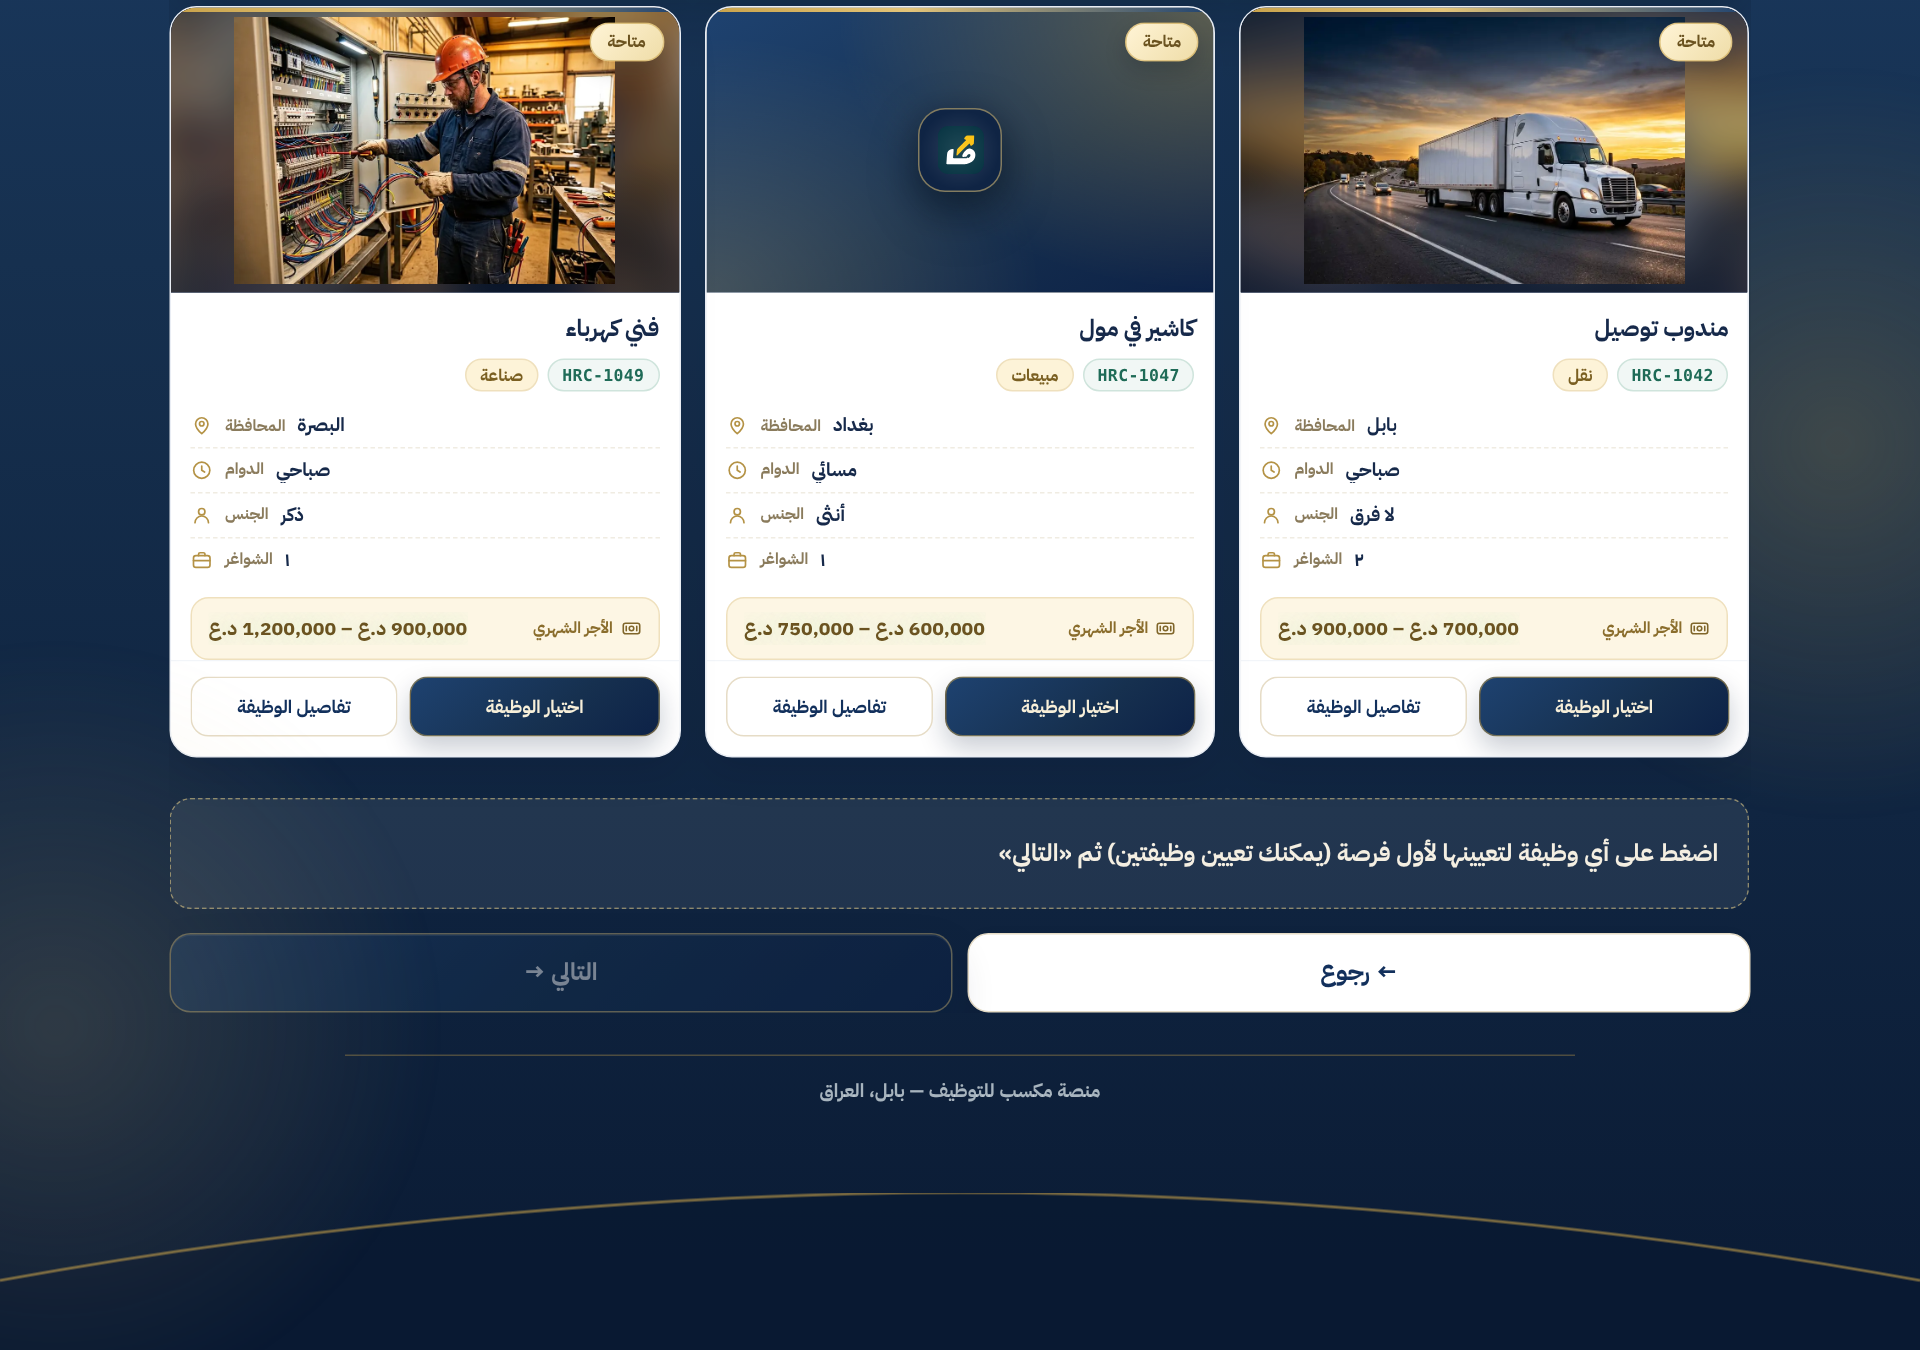 متاحة
مندوب توصيل
HRC-1042
نقل
المحافظة بابل
الدوام صباحي
الجنس لا فرق
الشواغر ٢
الأجر الشهري
700,000 د.ع – 900,000 د.ع
اختيار الوظيفة
تفاصيل الوظيفة
متاحة
كاشير في مول
HRC-1047
مبيعات
المحافظة بغداد
الدوام مسائي
الجنس أنثى
الشواغر ١
الأجر الشهري
600,000 د.ع – 750,000 د.ع
اختيار الوظيفة
تفاصيل الوظيفة
متاحة
فني كهرباء
HRC-1049
صناعة
المحافظة البصرة
الدوام صباحي
الجنس ذكر
الشواغر ١
الأجر الشهري
900,000 د.ع – 1,200,000 د.ع
اختيار الوظيفة
تفاصيل الوظيفة
اضغط على أي وظيفة لتعيينها لأول فرصة (يمكنك تعيين وظيفتين) ثم «التالي»
← رجوع
التالي →
منصة مكسب للتوظيف — بابل، العراق